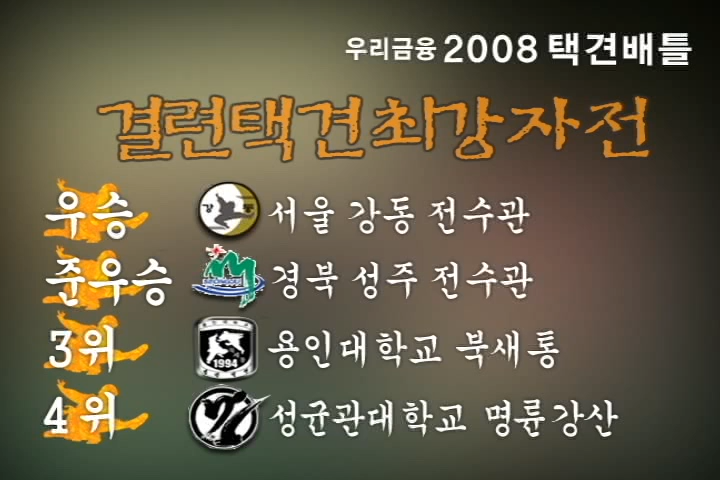 우리금융 2008 택견배틀
결련택견최강자전
우승 강동 서울 강동 전수관
준우승 경북 성주 전수관
3위 1994 용인대학교 북새통
4위 성균관대학교 명륜강산